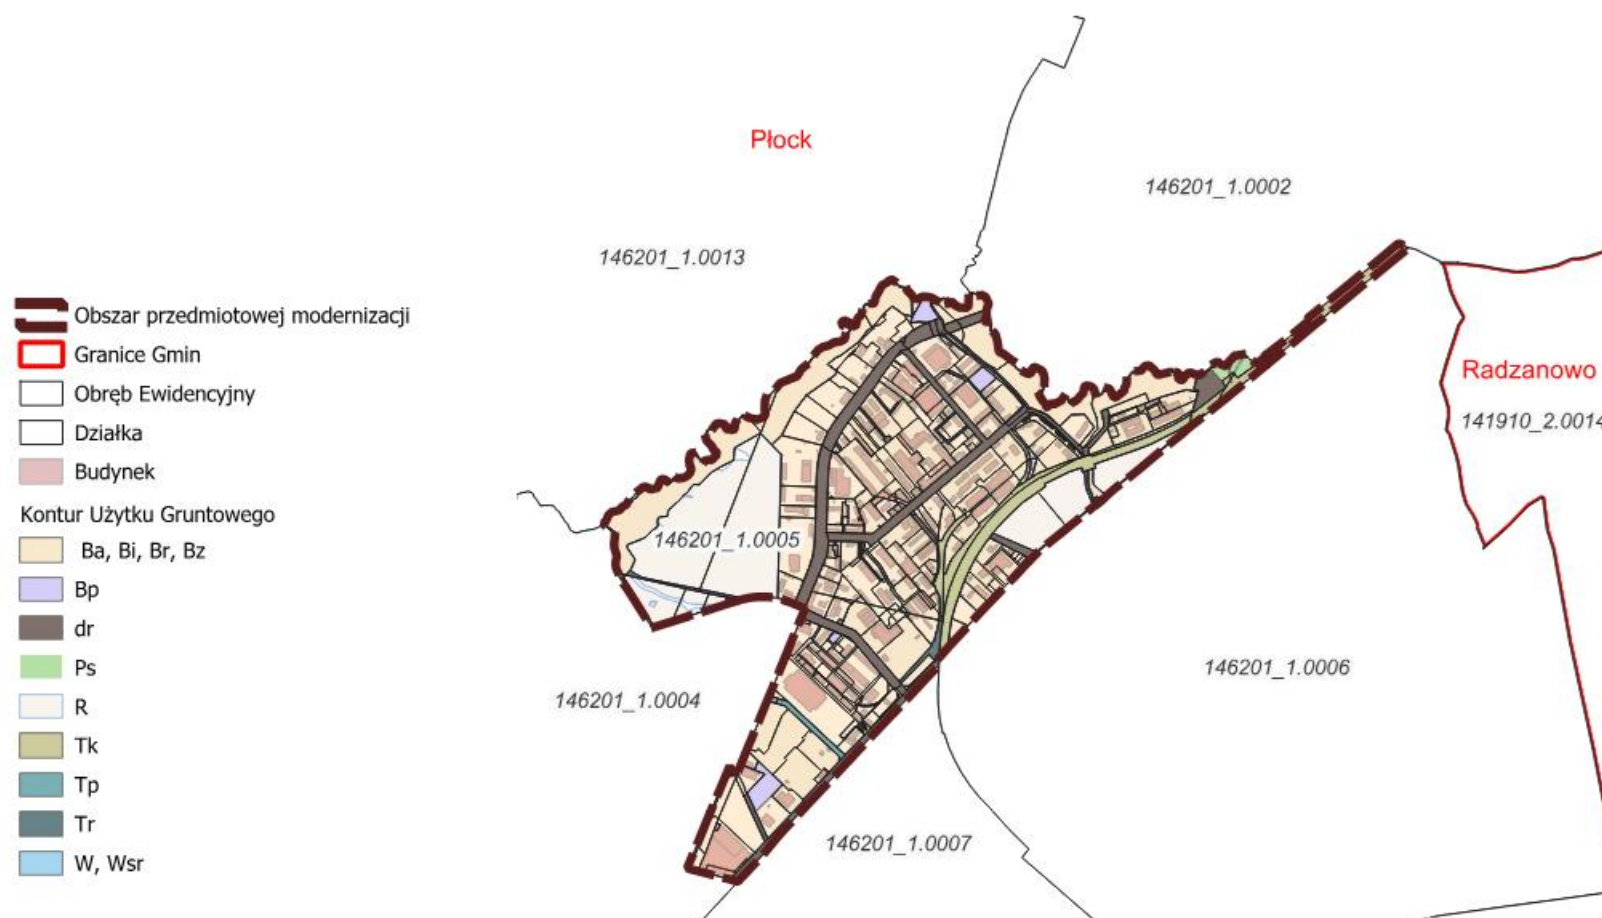 Płock
146201_1.0002
146201_1.0013
Obszar przedmiotowej modernizacji
Granice Gmin
Obręb Ewidencyjny
Działka
Budynek
Kontur Użytku Gruntowego
Ba, Bi, Br, Bz
Bp
dr
Ps
R
Tk
Tp
Tr
W, Wsr
Radzanowo
141910_2.0014
146201_1.0005
146201_1.0004
146201_1.0006
146201_1.0007